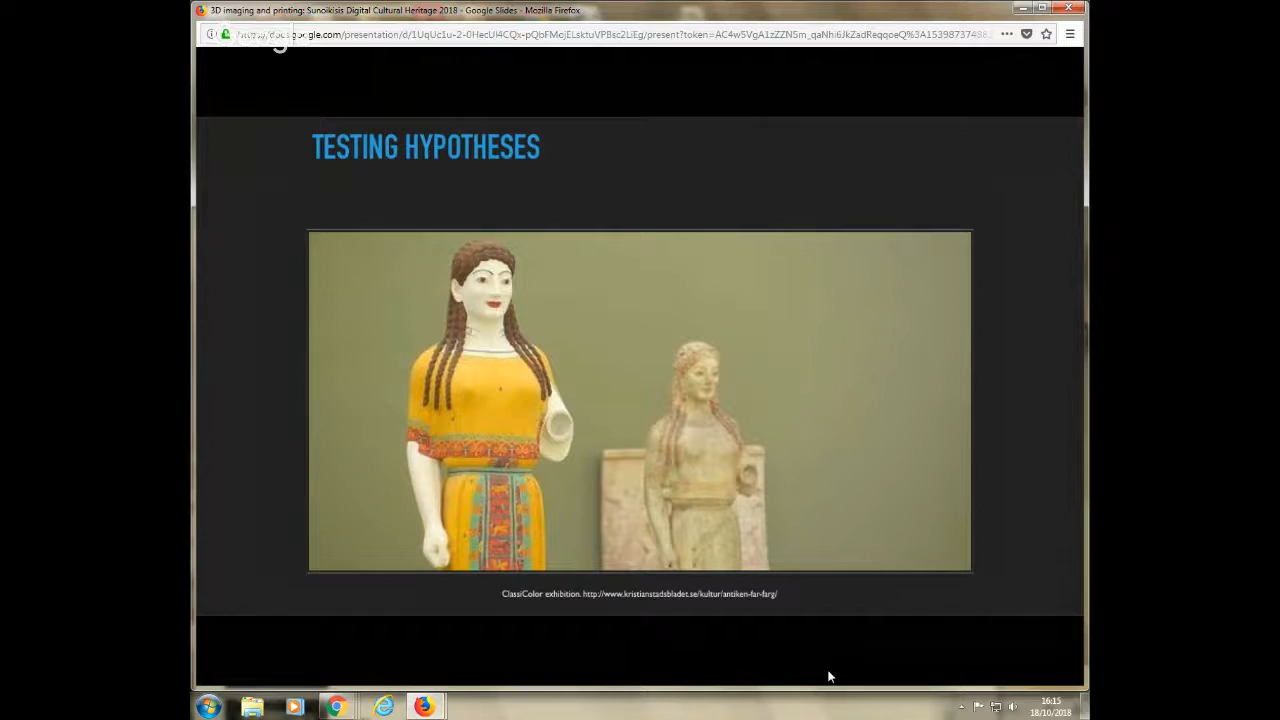 3D imaging and printing: Sunoikisis Digital Cultural Heritage 2018 - Google Slides - Mozilla Firefox
TESTING HYPOTHESES
ClassiColor exhibition. http://www.kristianstadsbladet.se/kultur/antiken-far-farg/
16:15
18/10/2018